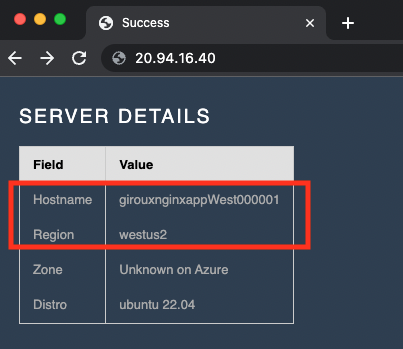 Success
20.94.16.40
SERVER DETAILS
Field Value
Hostname girouxnginxappWest000001
Region westus2
Zone Unknown on Azure
Distro ubuntu 22.04